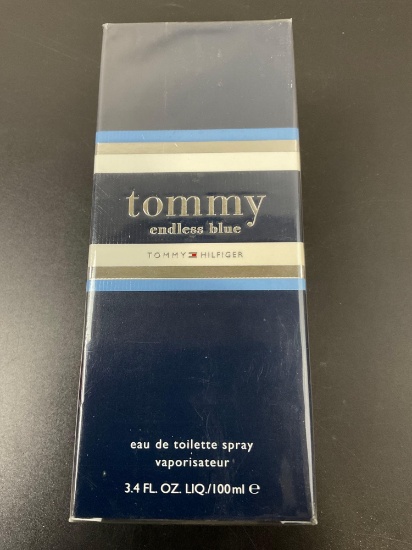 tommy
endless blue
TOMMY HILFIGER
eau de toilette spray
vaporisateur
3.4 FL. OZ. LIQ./100ml ℮